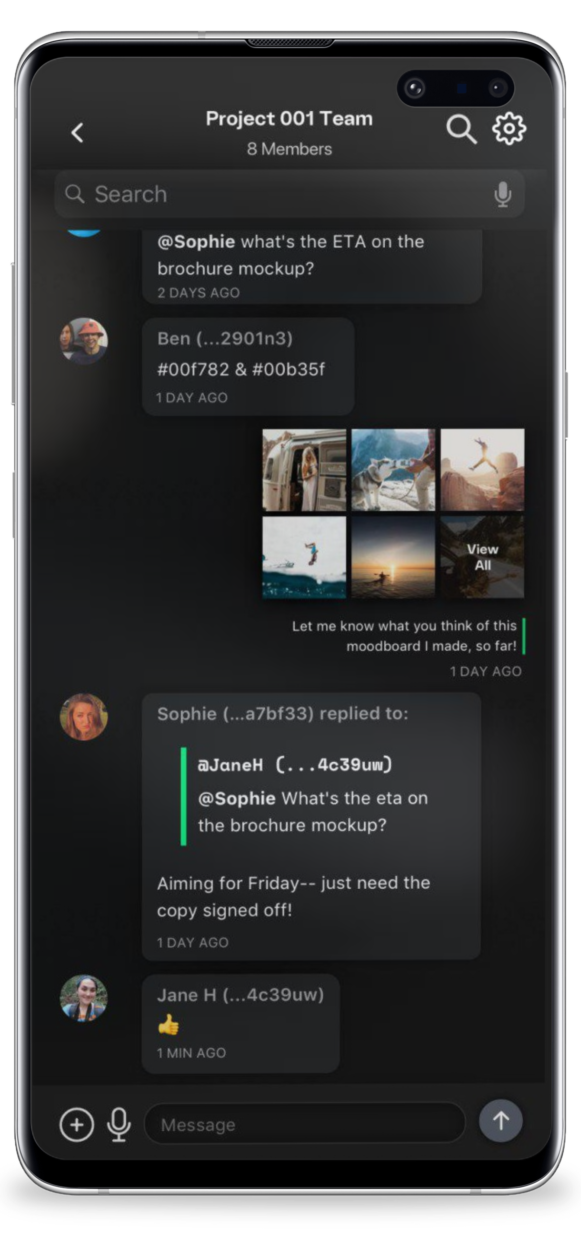 Project 001 Team
8 Members
Search
@Sophie what's the ETA on the
brochure mockup?
2 DAYS AGO
Ben (...2901n3)
#00f782 & #00b35f
1 DAY AGO
View
All
Let me know what you think of this
moodboard I made, so far!
1 DAY AGO
Sophie (...a7bf33) replied to:
@JaneH (...4c39uw)
@Sophie What's the eta on
the brochure mockup?
Aiming for Friday-- just need the
copy signed off!
1 DAY AGO
Jane H (...4c39uw)
👍
1 MIN AGO
Message